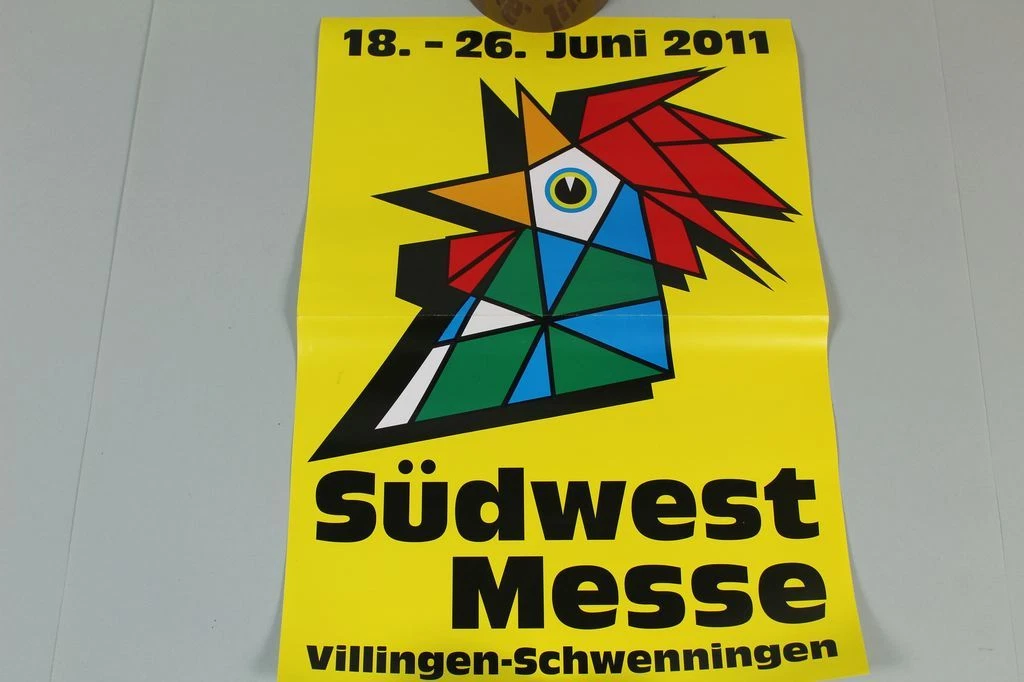 18. - 26. Juni 2011
Südwest
Messe
Villingen-Schwenningen